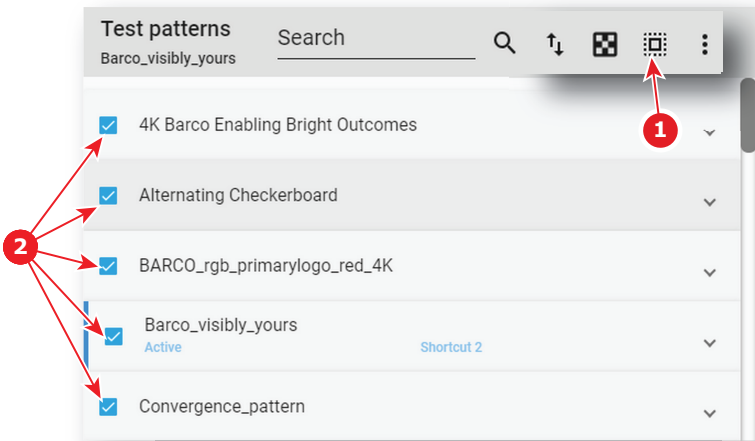 Test patterns
Search
Barco_visibly_yours
1
4K Barco Enabling Bright Outcomes
Alternating Checkerboard
2
BARCO_rgb_primarylogo_red_4K
Barco_visibly_yours
Active Shortcut 2
Convergence_pattern